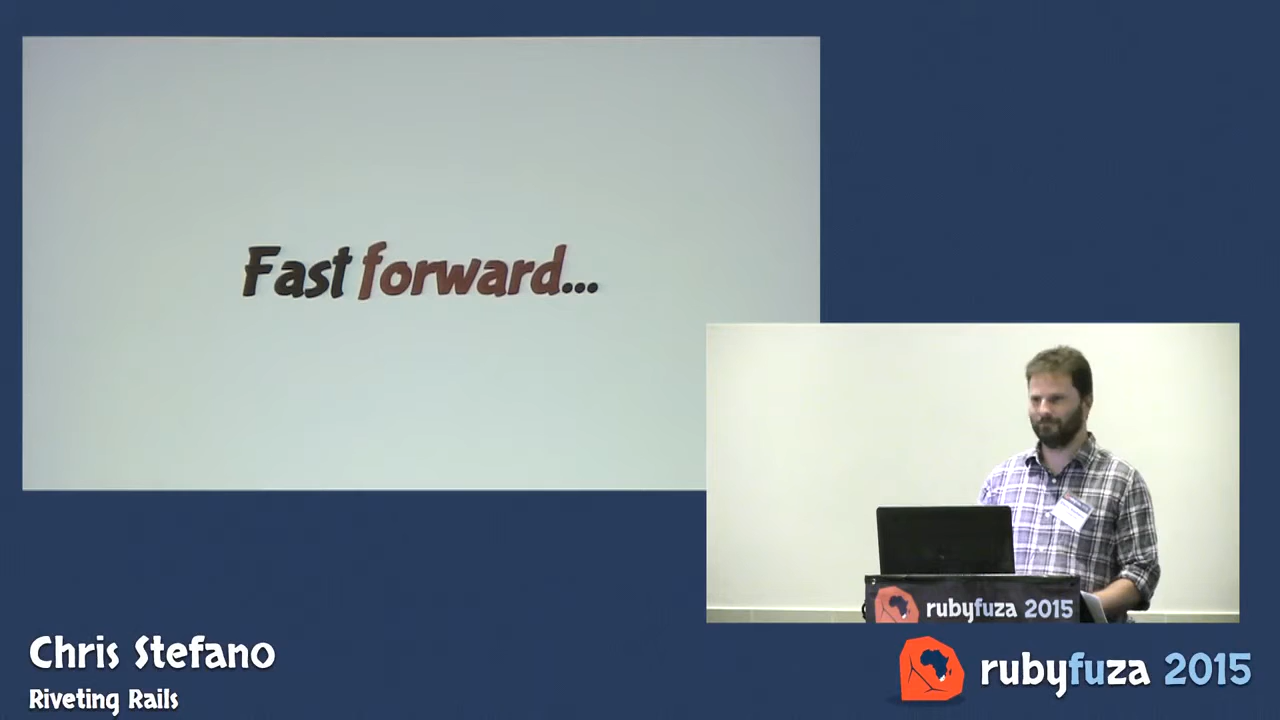 Fast forward...
rubyfuza 2015
Chris Stefano
Riveting Rails
rubyfuza 2015